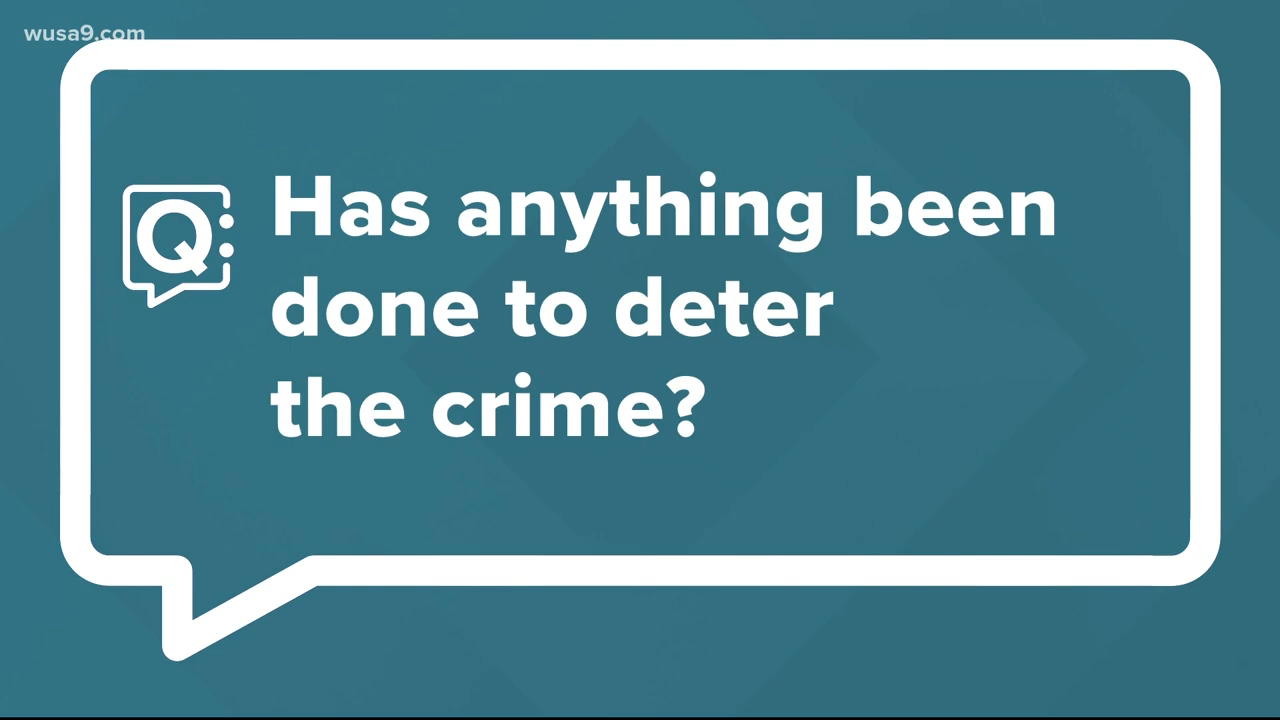 wusa9.com
Q
Has anything been
done to deter
the crime?